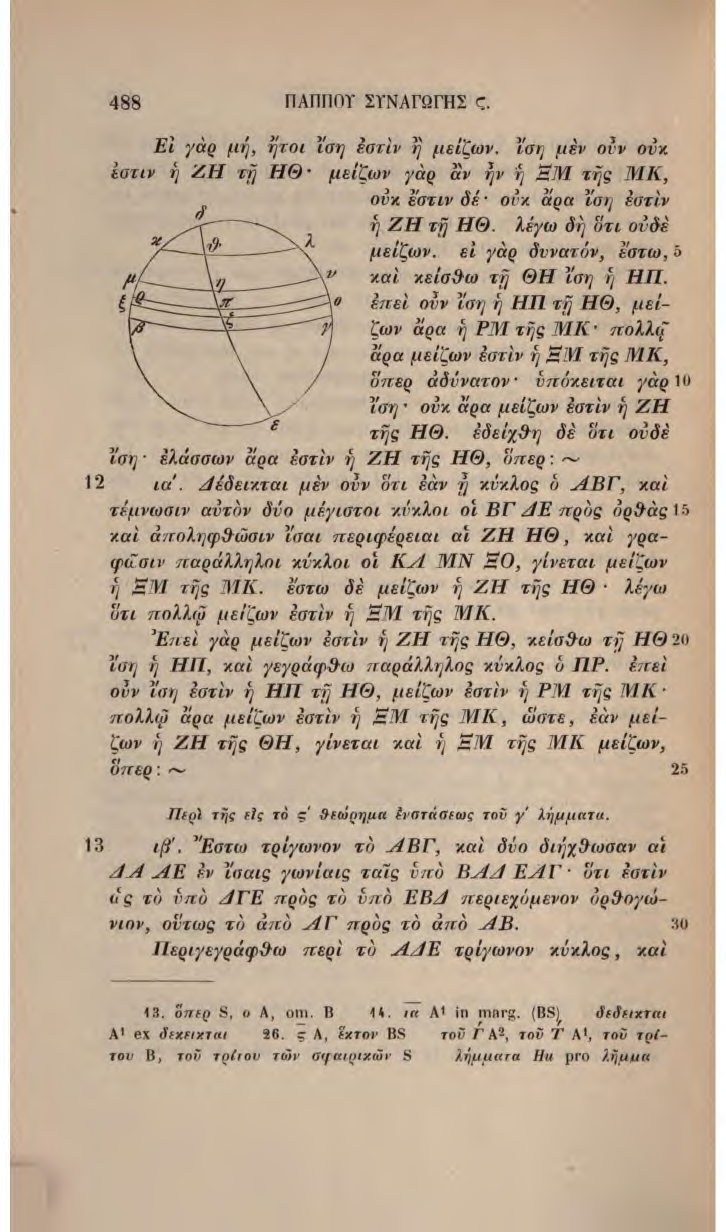 488 ΠΑΠΠΟΥ ΣΥΝΑΓΩΓΗΣ ϛ.
Εἰ γὰρ μή, ἤτοι ἴση ἐστὶν ἢ μείζων. ἴση μὲν οὖν οὐκ
ἔστιν ἡ ΖΗ τῇ ΗΘ· μείζων γὰρ ἂν ἦν ἡ ΞΜ τῆς ΜΚ,
οὐκ ἔστιν δέ· οὐκ ἄρα ἴση ἐστὶν
ἡ ΖΗ τῇ ΗΘ. λέγω δὴ ὅτι οὐδὲ
μείζων. εἰ γὰρ δυνατόν, ἔστω, 5
καὶ κείσθω τῇ ΘΗ ἴση ἡ ΗΠ.
ἐπεὶ οὖν ἴση ἡ ΗΠ τῇ ΗΘ, μεί-
ζων ἄρα ἡ ΡΜ τῆς ΜΚ· πολλῷ
ἄρα μείζων ἐστὶν ἡ ΞΜ τῆς ΜΚ,
ὅπερ ἀδύνατον· ὑπόκειται γὰρ 10
ἴση· οὐκ ἄρα μείζων ἐστὶν ἡ ΖΗ
τῆς ΗΘ. ἐδείχθη δὲ ὅτι οὐδὲ
δ
κ ϑ λ
μ η ν
ξ ρ π ο
β ζ γ
ε
ἴση· ἐλάσσων ἄρα ἐστὶν ἡ ΖΗ τῆς ΗΘ, ὅπερ : ~
12 ια΄. Δέδεικται μὲν οὖν ὅτι ἐὰν ᾖ κύκλος ὁ ΑΒΓ, καὶ
τέμνωσιν αὐτὸν δύο μέγιστοι κύκλοι οἱ ΒΓ ΔΕ πρὸς ὀρθὰς 15
καὶ ἀποληφθῶσιν ἴσαι περιφέρειαι αἱ ΖΗ ΗΘ, καὶ γρα-
φῶσιν παράλληλοι κύκλοι οἱ ΚΛ ΜΝ ΞΟ, γίνεται μείζων
ἡ ΞΜ τῆς ΜΚ. ἔστω δὲ μείζων ἡ ΖΗ τῆς ΗΘ· λέγω
ὅτι πολλῷ μείζων ἐστὶν ἡ ΞΜ τῆς ΜΚ.
Ἐπεὶ γὰρ μείζων ἐστὶν ἡ ΖΗ τῆς ΗΘ, κείσθω τῇ ΗΘ 20
ἴση ἡ ΗΠ, καὶ γεγράφθω παράλληλος κύκλος ὁ ΠΡ. ἐπεὶ
οὖν ἴση ἐστὶν ἡ ΗΠ τῇ ΗΘ, μείζων ἐστὶν ἡ ΡΜ τῆς ΜΚ·
πολλῷ ἄρα μείζων ἐστὶν ἡ ΞΜ τῆς ΜΚ, ὥστε, ἐὰν μεί-
ζων ἡ ΖΗ τῆς ΘΗ, γίνεται καὶ ἡ ΞΜ τῆς ΜΚ μείζων,
ὅπερ : ~ 25
Περὶ τῆς εἰς τὸ ϛ΄ θεώρημα ἐνστάσεως τοῦ γ΄ λήμματα.
13 ιβ΄. Ἔστω τρίγωνον τὸ ΑΒΓ, καὶ δύο διήχθωσαν αἱ
ΑΔ ΑΕ ἐν ἴσαις γωνίαις ταῖς ὑπὸ ΒΑΔ ΕΑΓ· ὅτι ἐστὶν
ὡς τὸ ὑπὸ ΔΓΕ πρὸς τὸ ὑπὸ ΕΒΔ περιεχόμενον ὀρθογώ-
νιον, οὕτως τὸ ἀπὸ ΑΓ πρὸς τὸ ἀπὸ ΑΒ. 30
Περιγεγράφθω περὶ τὸ ΑΔΕ τρίγωνον κύκλος, καὶ
13. ὅπερ S, ο A, om. B 14. ια A¹ in marg. (BS) δεδεικται
A¹ ex δεκεικται 26. ϛ A, ἕκτον BS τοῦ Γ΄ A², τοῦ Τ΄ A¹, τοῦ τρί-
του B, τοῦ τρίτου τῶν σφαιρικῶν S λήμματα Hu pro λῆμμα